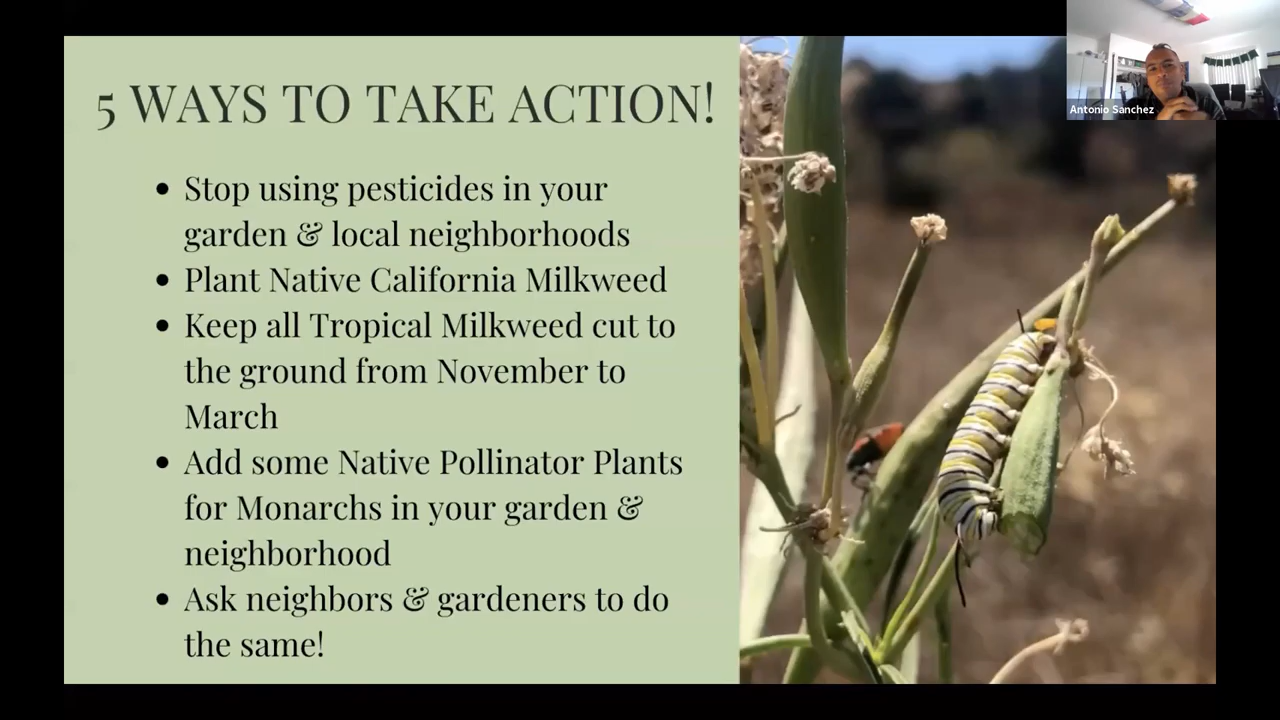 5 WAYS TO TAKE ACTION!
Stop using pesticides in your
garden & local neighborhoods
Plant Native California Milkweed
Keep all Tropical Milkweed cut to
the ground from November to
March
Add some Native Pollinator Plants
for Monarchs in your garden &
neighborhood
Ask neighbors & gardeners to do
the same!
Antonio Sanchez